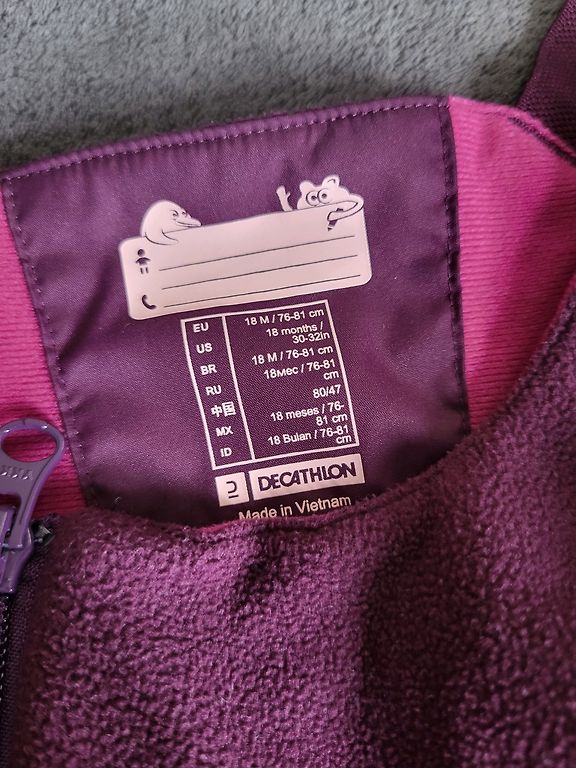 EU 18 M / 76-81 cm
US 18 months / 30-32in
BR 18 M / 76-81 cm
RU 18мес / 76-81 cm
中国 80/47
MX 18 meses / 76-81 cm
ID 18 Bulan / 76-81 cm
DECATHLON
Made in Vietnam
YKK